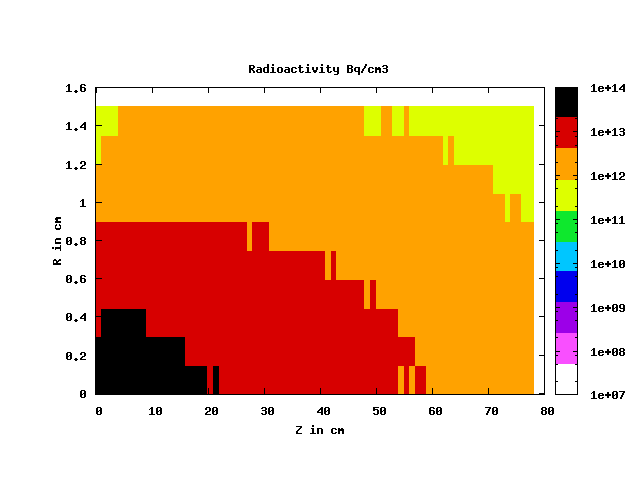 Radioactivity Bq/cm3
R in cm
1.6
1.4
1.2
1
0.8
0.6
0.4
0.2
0
0 10 20 30 40 50 60 70 80
Z in cm
1e+14
1e+13
1e+12
1e+11
1e+10
1e+09
1e+08
1e+07